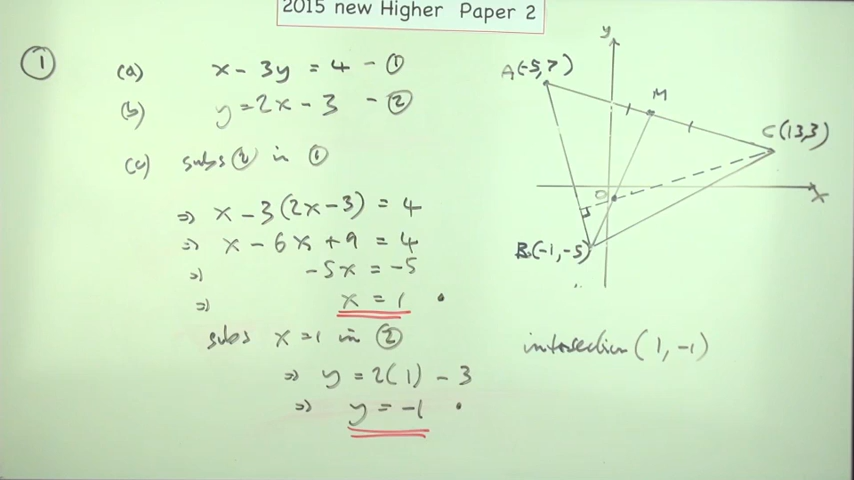 2015 new Higher Paper 2
① (a) x - 3y = 4 - ①
(b) y = 2x - 3 - ②
(c) subs ② in ①
⇒ x - 3(2x - 3) = 4
⇒ x - 6x + 9 = 4
⇒ -5x = -5
⇒ x = 1 .
subs x = 1 in ②
⇒ y = 2(1) - 3
⇒ y = -1 .
y
A(-5,7)
M
C(13,3)
x
B(-1,-5)
intersection (1, -1)